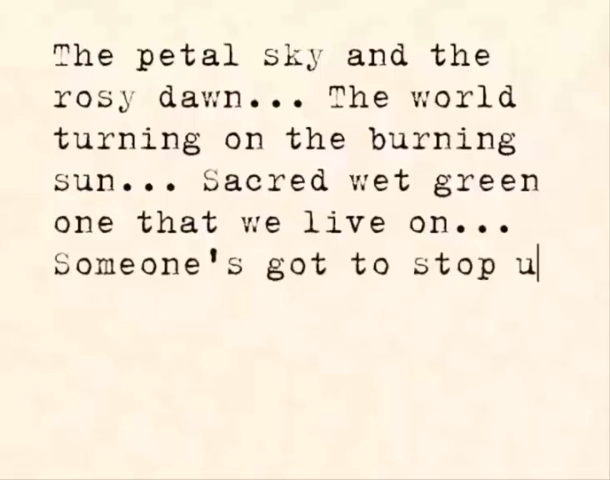 The petal sky and the
rosy dawn... The world
turning on the burning
sun... Sacred wet green
one that we live on...
Someone's got to stop u